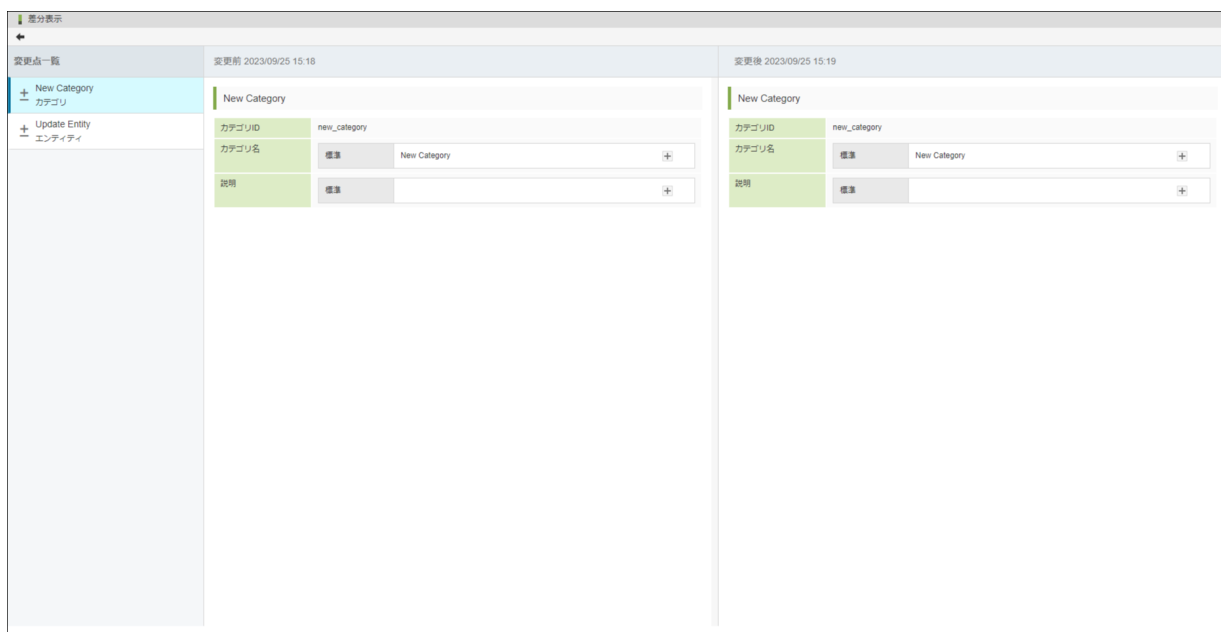 差分表示
変更点一覧
New Category
カテゴリ
Update Entity
エンティティ
変更前 2023/09/25 15:18
New Category
カテゴリID new_category
カテゴリ名 標準 New Category
説明 標準
変更後 2023/09/25 15:19
New Category
カテゴリID new_category
カテゴリ名 標準 New Category
説明 標準